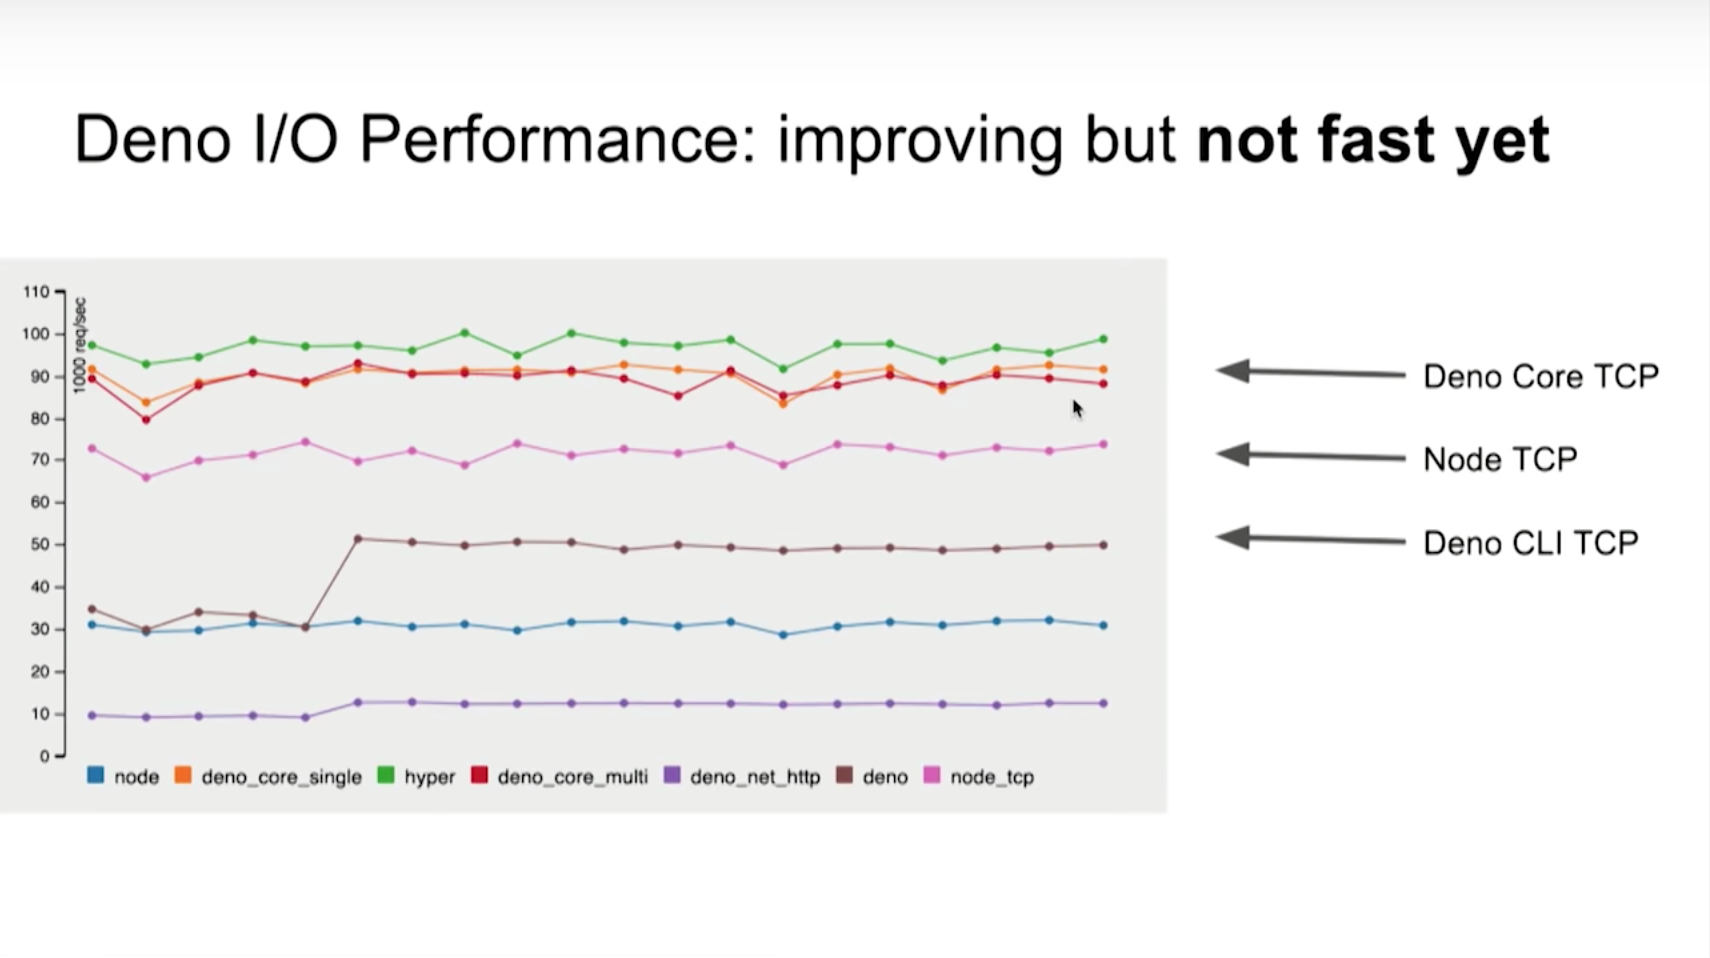 Deno I/O Performance: improving but not fast yet
110
100
90
80
70
60
50
40
30
20
10
0
1000 req/sec
node deno_core_single hyper deno_core_multi deno_net_http deno node_tcp
Deno Core TCP
Node TCP
Deno CLI TCP